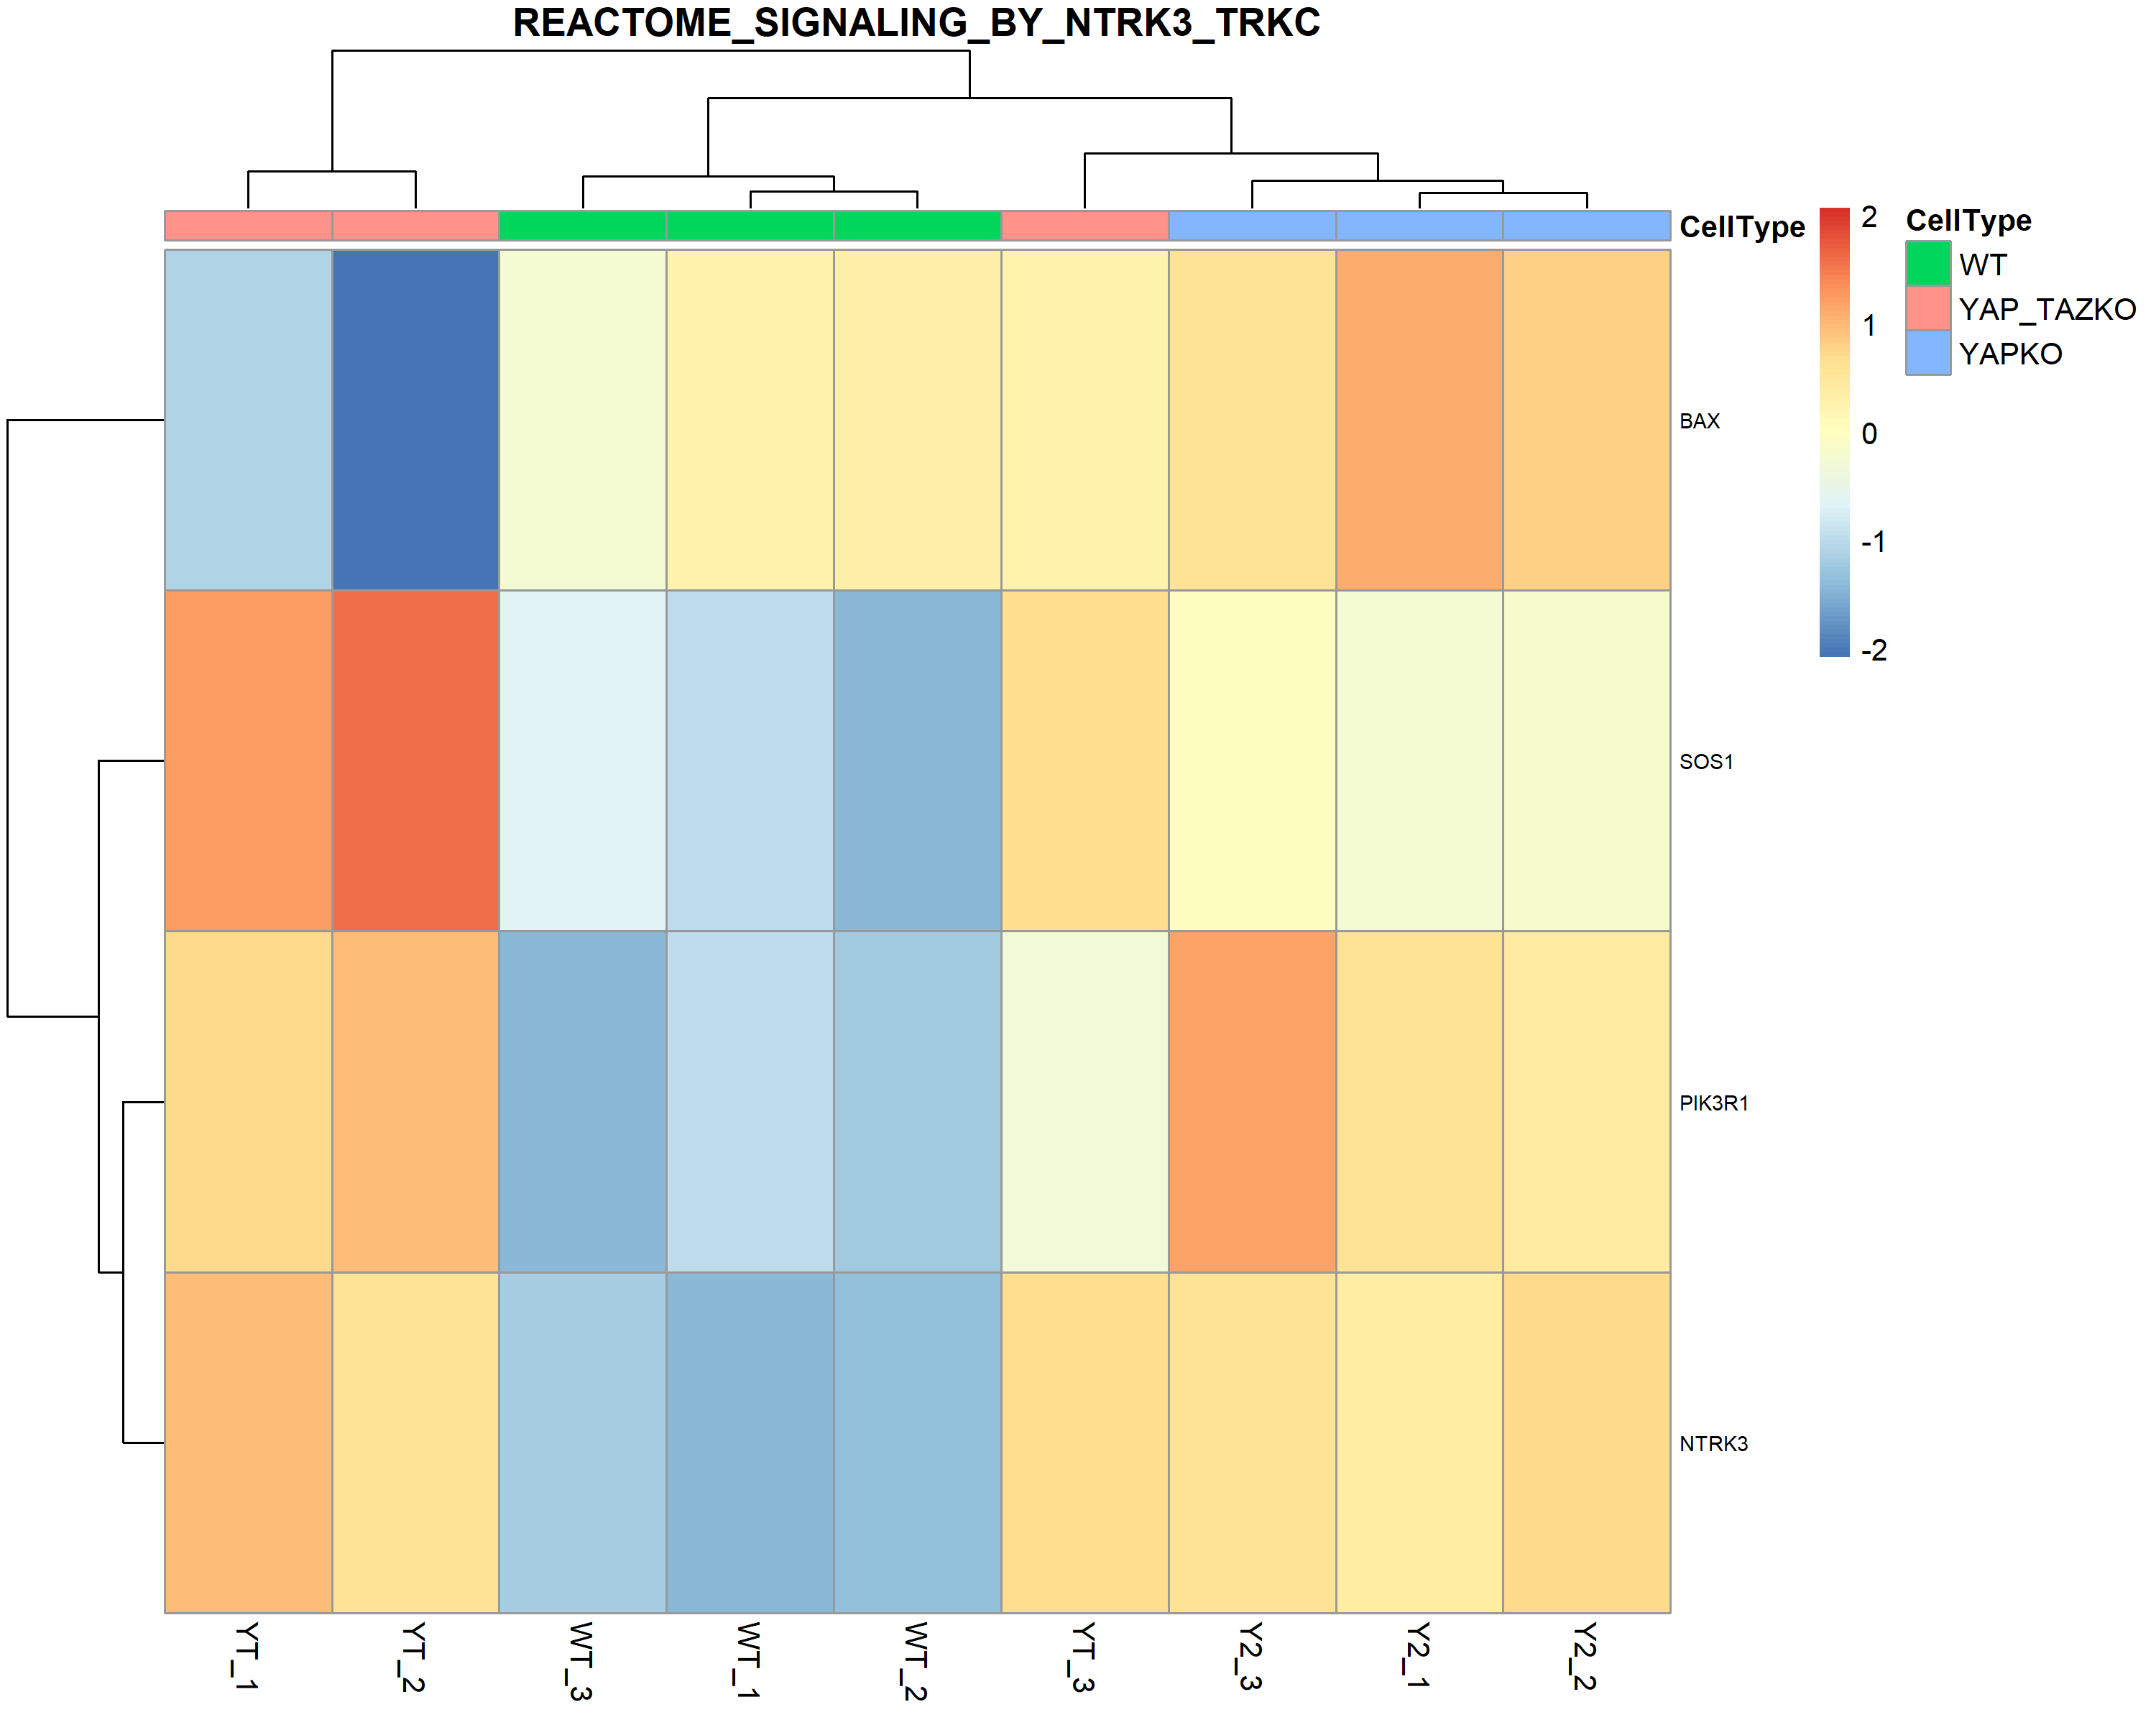 REACTOME_SIGNALING_BY_NTRK3_TRKC
CellType
2
1
0
-1
-2
CellType
WT
YAP_TAZKO
YAPKO
BAX
SOS1
PIK3R1
NTRK3
YT_1
YT_2
WT_3
WT_1
WT_2
YT_3
Y2_3
Y2_1
Y2_2